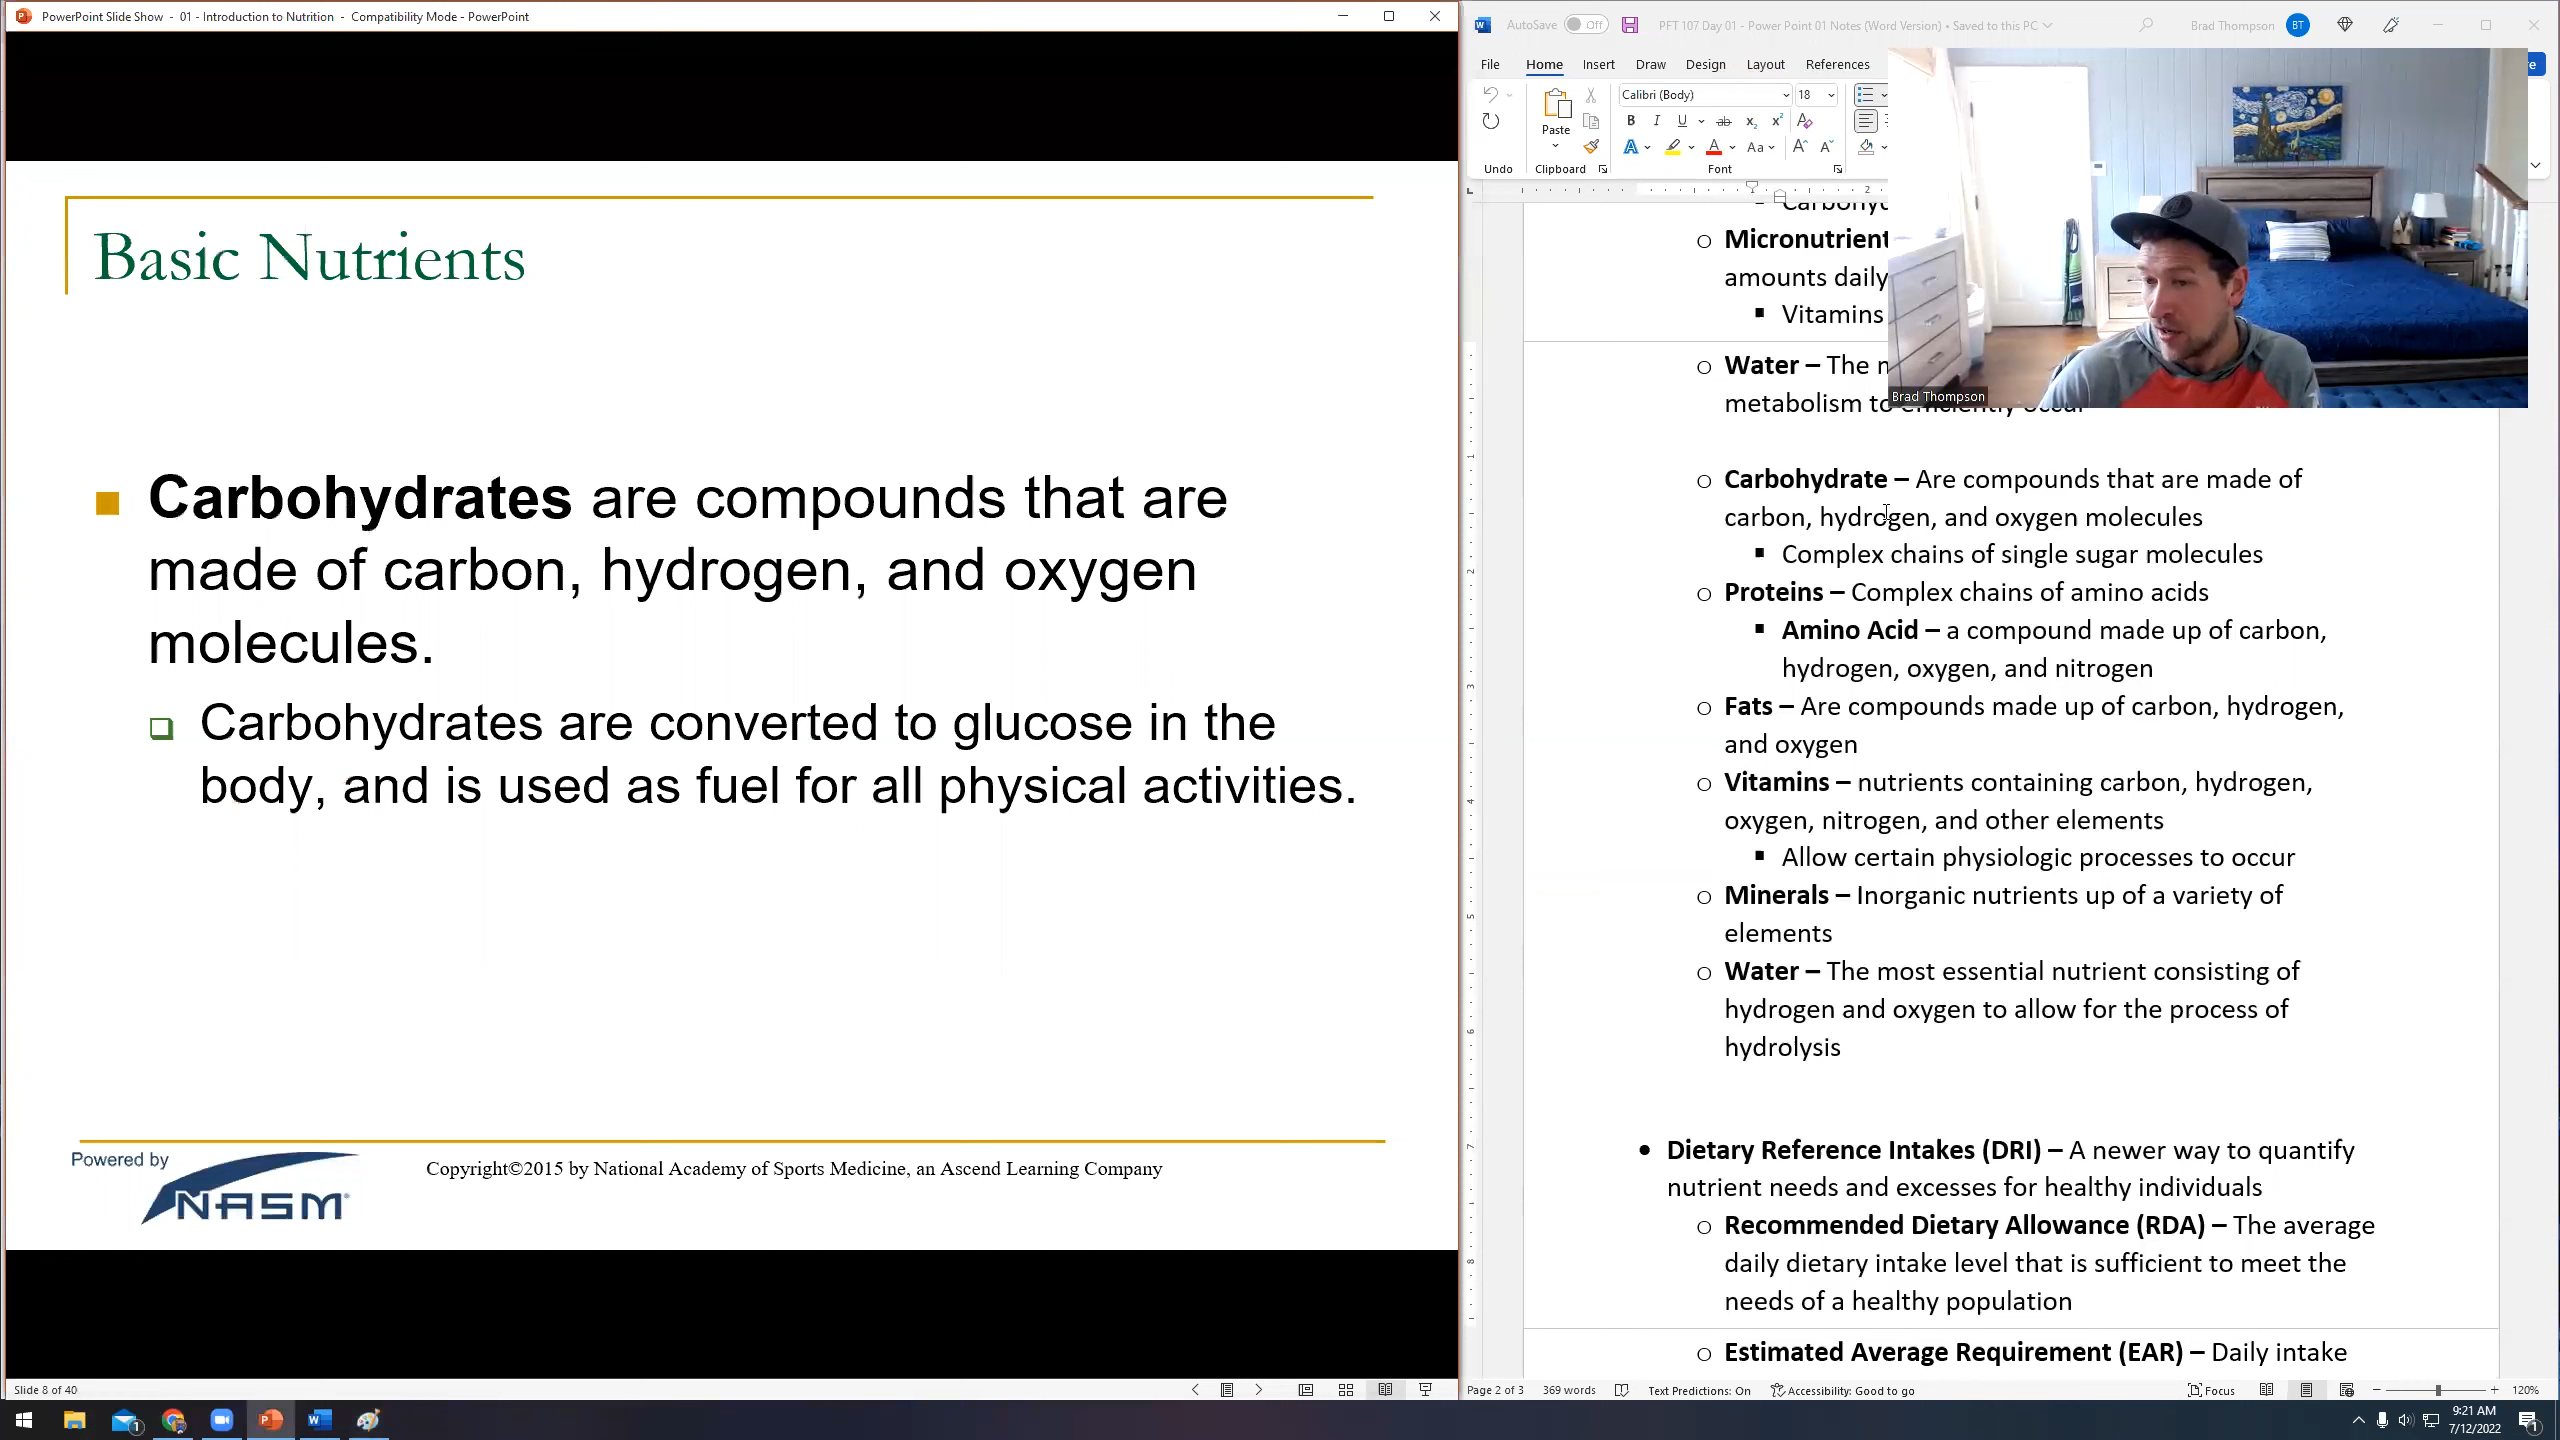 PowerPoint Slide Show - 01 - Introduction to Nutrition - Compatibility Mode - PowerPoint
Basic Nutrients
Carbohydrates are compounds that are
made of carbon, hydrogen, and oxygen
molecules.
Carbohydrates are converted to glucose in the
body, and is used as fuel for all physical activities.
Powered by
NASM
Copyright©2015 by National Academy of Sports Medicine, an Ascend Learning Company
Slide 8 of 40
AutoSave Off PFT 107 Day 01 - Power Point 01 Notes (Word Version) • Saved to this PC Brad Thompson BT
File Home Insert Draw Design Layout References
Calibri (Body) 18
Paste
Undo Clipboard Font
Brad Thompson
Micronutrient
amounts daily
Vitamins
Water – The
metabolism to efficiently occur
Carbohydrate – Are compounds that are made of
carbon, hydrogen, and oxygen molecules
Complex chains of single sugar molecules
Proteins – Complex chains of amino acids
Amino Acid – a compound made up of carbon,
hydrogen, oxygen, and nitrogen
Fats – Are compounds made up of carbon, hydrogen,
and oxygen
Vitamins – nutrients containing carbon, hydrogen,
oxygen, nitrogen, and other elements
Allow certain physiologic processes to occur
Minerals – Inorganic nutrients up of a variety of
elements
Water – The most essential nutrient consisting of
hydrogen and oxygen to allow for the process of
hydrolysis
Dietary Reference Intakes (DRI) – A newer way to quantify
nutrient needs and excesses for healthy individuals
Recommended Dietary Allowance (RDA) – The average
daily dietary intake level that is sufficient to meet the
needs of a healthy population
Estimated Average Requirement (EAR) – Daily intake
Page 2 of 3 369 words Text Predictions: On Accessibility: Good to go Focus 120%
9:21 AM
7/12/2022